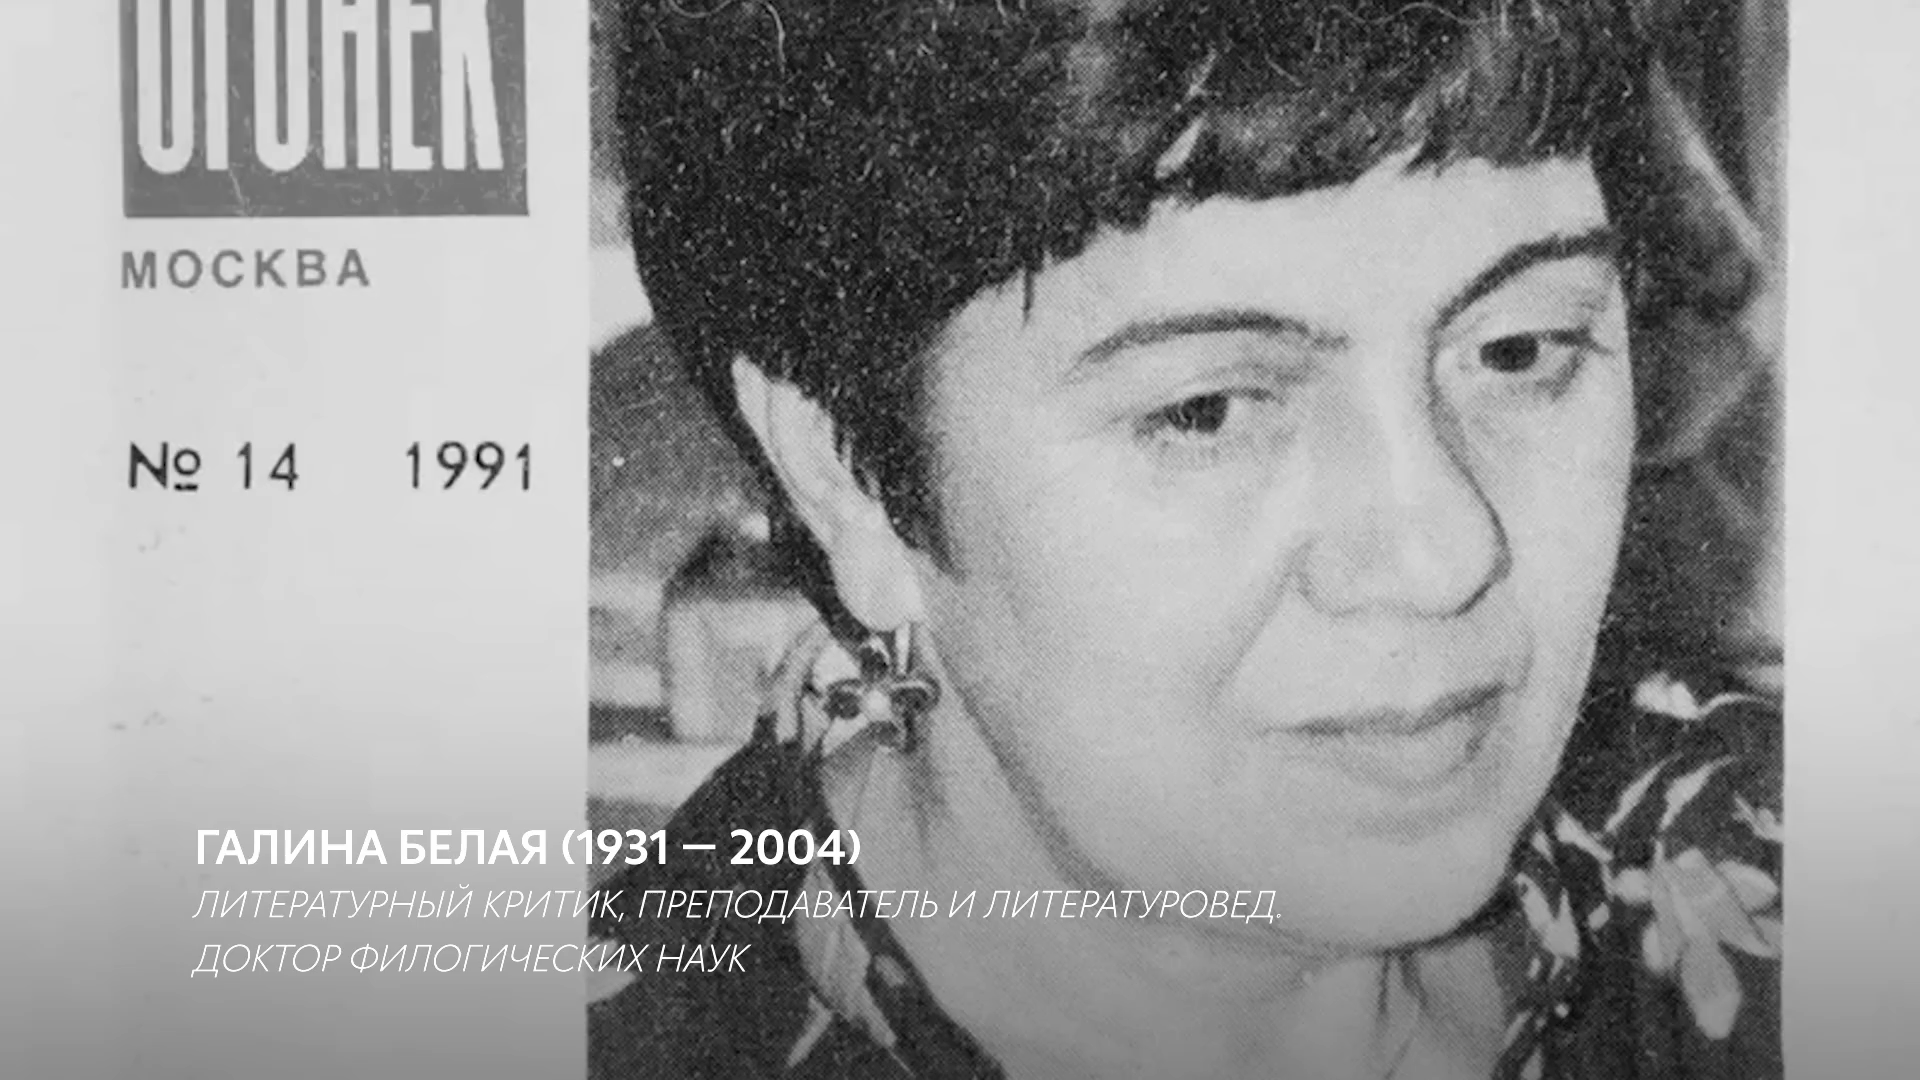 ОГОНЕК
МОСКВА
№ 14 1991
ГАЛИНА БЕЛАЯ (1931 — 2004)
ЛИТЕРАТУРНЫЙ КРИТИК, ПРЕПОДАВАТЕЛЬ И ЛИТЕРАТУРОВЕД.
ДОКТОР ФИЛОГИЧЕСКИХ НАУК